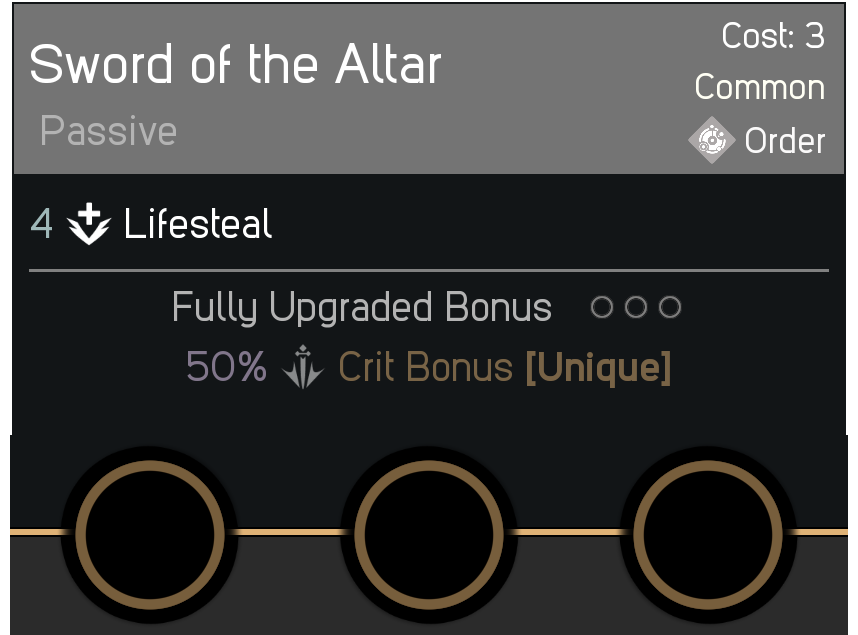 Sword of the Altar
Passive
Cost: 3
Common
Order
4 Lifesteal
Fully Upgraded Bonus
50% Crit Bonus [Unique]